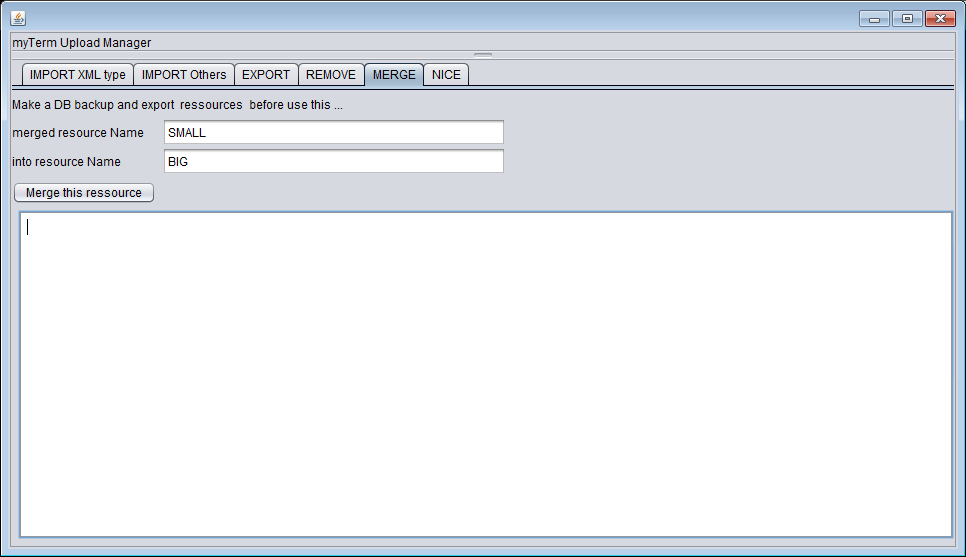 myTerm Upload Manager
IMPORT XML type IMPORT Others EXPORT REMOVE MERGE NICE
Make a DB backup and export ressources before use this ...
merged resource Name SMALL
into resource Name BIG
Merge this ressource